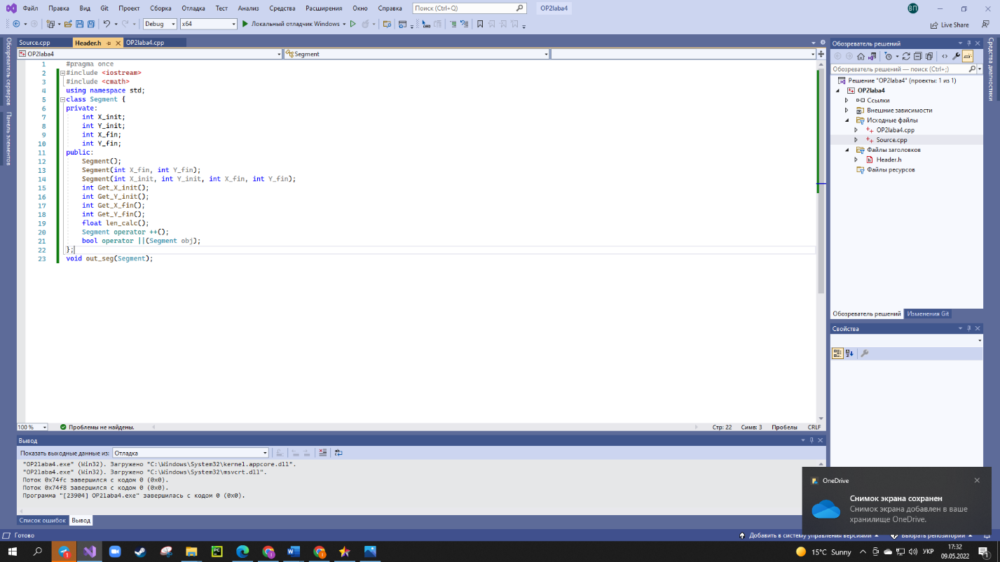 Файл Правка Вид Git Проект Сборка Отладка Тест Анализ Средства Расширения Окно Справка Поиск (Ctrl+Q) OP2laba4 ВП
Debug x64 Локальный отладчик Windows Live Share
Обозреватель серверов
Панель элементов
Source.cpp Header.h OP2laba4.cpp
OP2laba4 Segment
1 #pragma once
2 #include <iostream>
3 #include <cmath>
4 using namespace std;
5 class Segment {
6 private:
7 int X_init;
8 int Y_init;
9 int X_fin;
10 int Y_fin;
11 public:
12 Segment();
13 Segment(int X_fin, int Y_fin);
14 Segment(int X_init, int Y_init, int X_fin, int Y_fin);
15 int Get_X_init();
16 int Get_Y_init();
17 int Get_X_fin();
18 int Get_Y_fin();
19 float len_calc();
20 Segment operator ++();
21 bool operator ||(Segment obj);
22 };
23 void out_seg(Segment);
100 % Проблемы не найдены. Стр: 22 Симв: 3 Пробелы CRLF
Вывод
Показать выходные данные из: Отладка
"OP2laba4.exe" (Win32). Загружено "C:\Windows\System32\kernel.appcore.dll".
"OP2laba4.exe" (Win32). Загружено "C:\Windows\System32\msvcrt.dll".
Поток 0x74fc завершился с кодом 0 (0x0).
Поток 0x74f8 завершился с кодом 0 (0x0).
Программа "[23904] OP2laba4.exe" завершилась с кодом 0 (0x0).
Список ошибок Вывод
Обозреватель решений
Обозреватель решений — поиск (Ctrl+;)
Решение "OP2laba4" (проекты: 1 из 1)
OP2laba4
Ссылки
Внешние зависимости
Исходные файлы
OP2laba4.cpp
Source.cpp
Файлы заголовков
Header.h
Файлы ресурсов
Обозреватель решений Изменения Git
Свойства
Средства диагностики
OneDrive
Снимок экрана сохранен
Снимок экрана добавлен в ваше
хранилище OneDrive.
Готово Добавить в систему управления версиями Выбрать репозиторий
PC 15°C Sunny УКР 17:32
09.05.2022